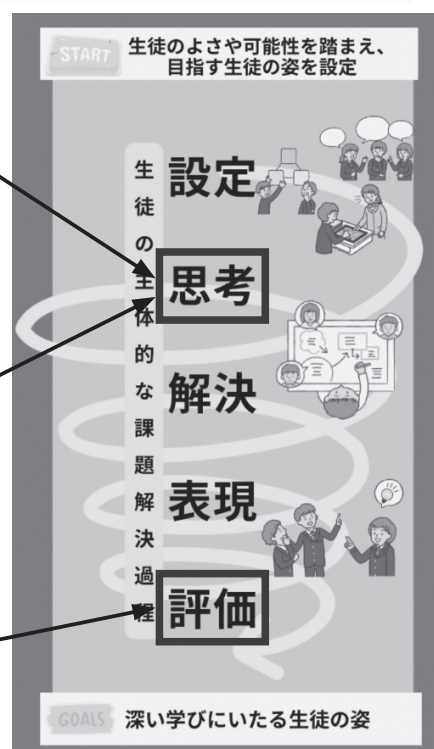 START
生徒のよさや可能性を踏まえ、
目指す生徒の姿を設定
生徒の主体的な課題解決過程
設定
思考
解決
表現
評価
GOALS
深い学びにいたる生徒の姿